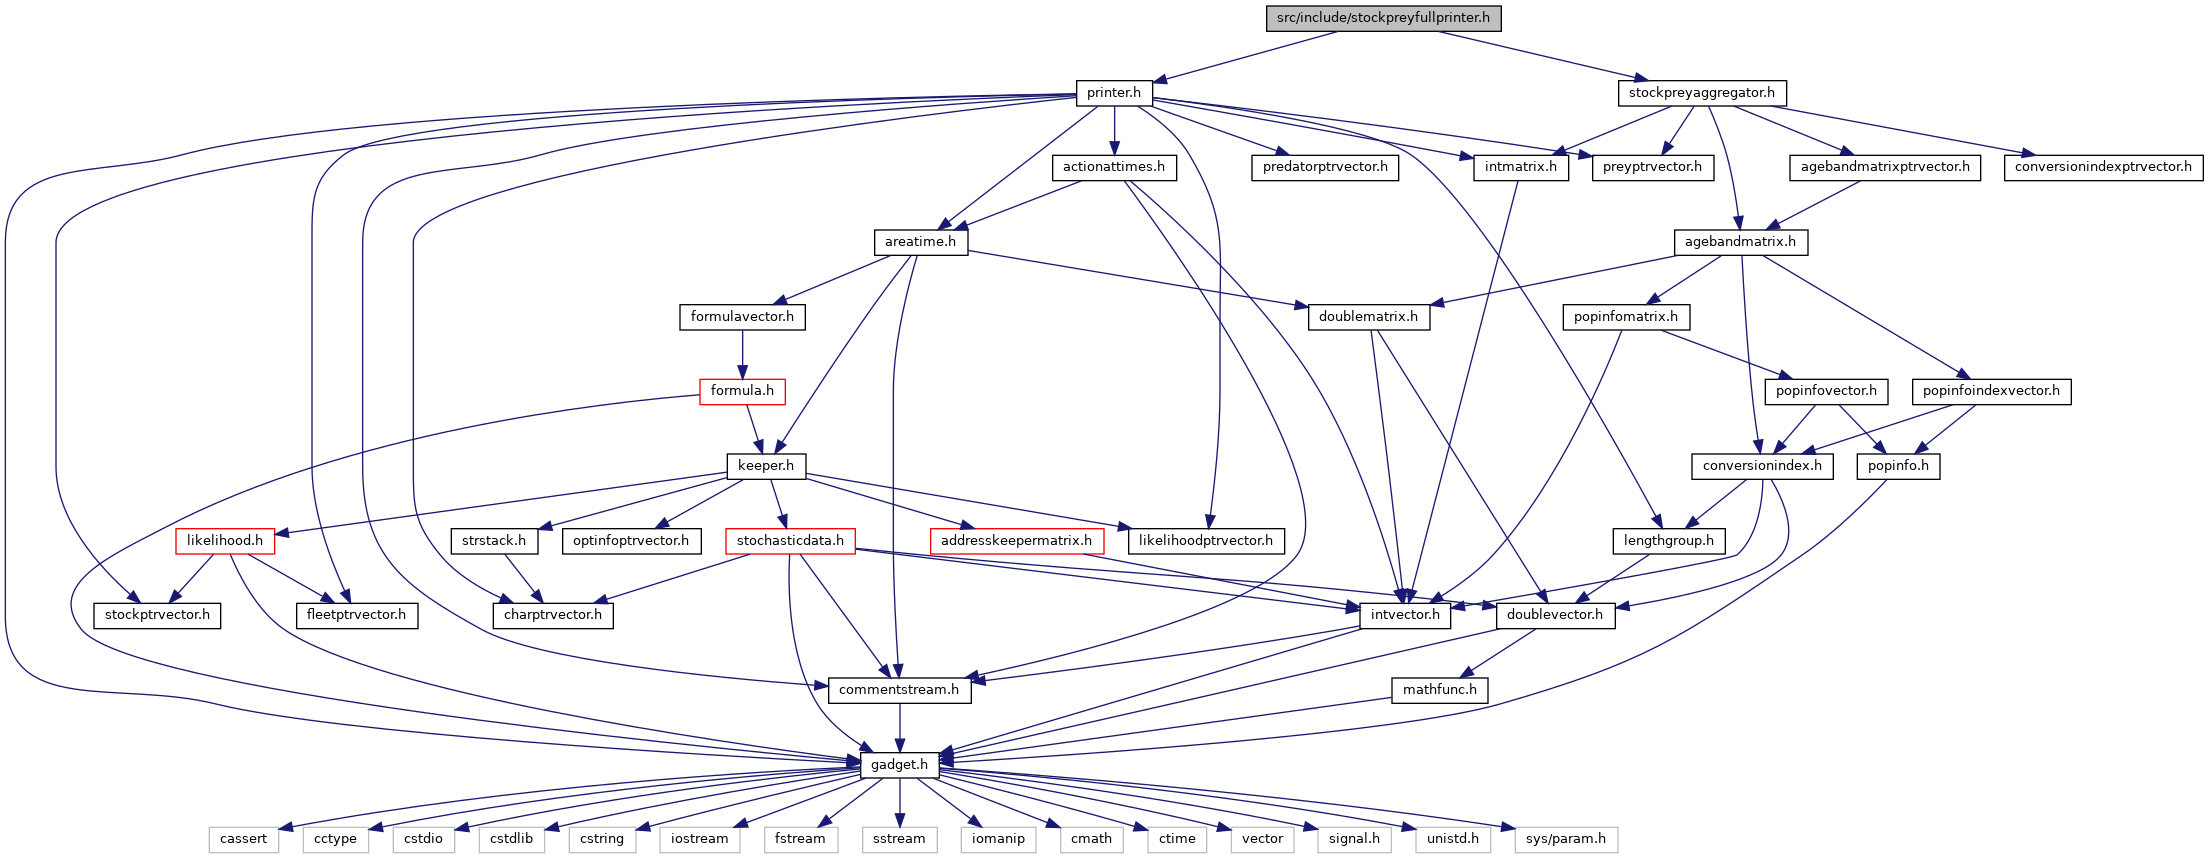 src/include/stockpreyfullprinter.h
printer.h
stockpreyaggregator.h
actionattimes.h
predatorptrvector.h
intmatrix.h
preyptrvector.h
agebandmatrixptrvector.h
conversionindexptrvector.h
areatime.h
agebandmatrix.h
formulavector.h
doublematrix.h
popinfomatrix.h
formula.h
popinfovector.h
popinfoindexvector.h
keeper.h
conversionindex.h
popinfo.h
likelihood.h
strstack.h
optinfoptrvector.h
stochasticdata.h
addresskeepermatrix.h
likelihoodptrvector.h
lengthgroup.h
stockptrvector.h
fleetptrvector.h
charptrvector.h
intvector.h
doublevector.h
commentstream.h
mathfunc.h
gadget.h
cassert
cctype
cstdio
cstdlib
cstring
iostream
fstream
sstream
iomanip
cmath
ctime
vector
signal.h
unistd.h
sys/param.h